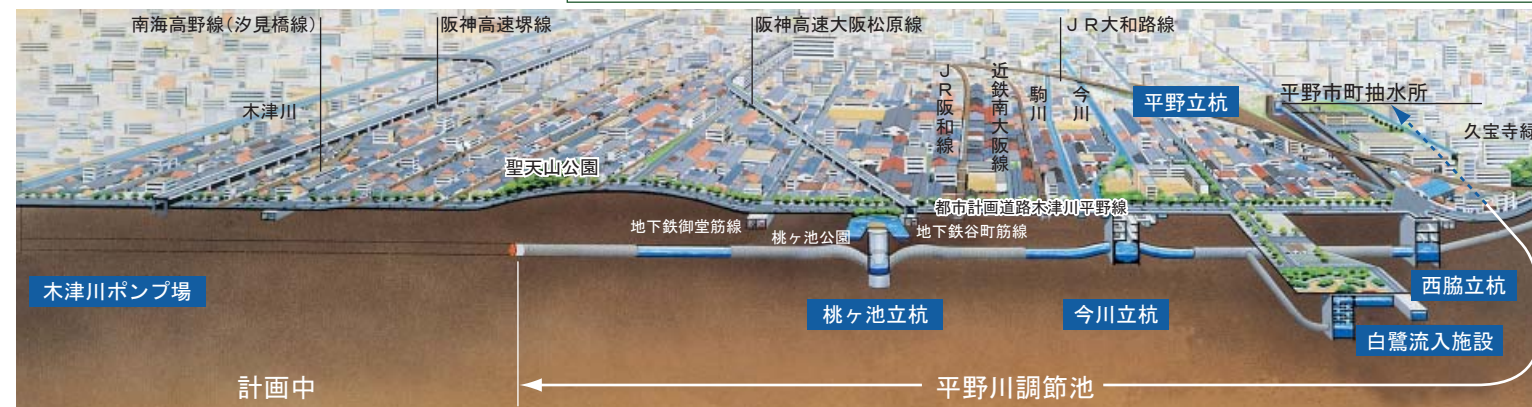 南海高野線(汐見橋線)
阪神高速堺線
阪神高速大阪松原線
ＪＲ大和路線
木津川
ＪＲ阪和線
近鉄南大阪線
駒川
今川
平野立杭
平野市町抽水所
久宝寺緑
聖天山公園
都市計画道路木津川平野線
地下鉄御堂筋線
桃ヶ池公園
地下鉄谷町筋線
木津川ポンプ場
桃ヶ池立杭
今川立杭
西脇立杭
白鷺流入施設
計画中
平野川調節池